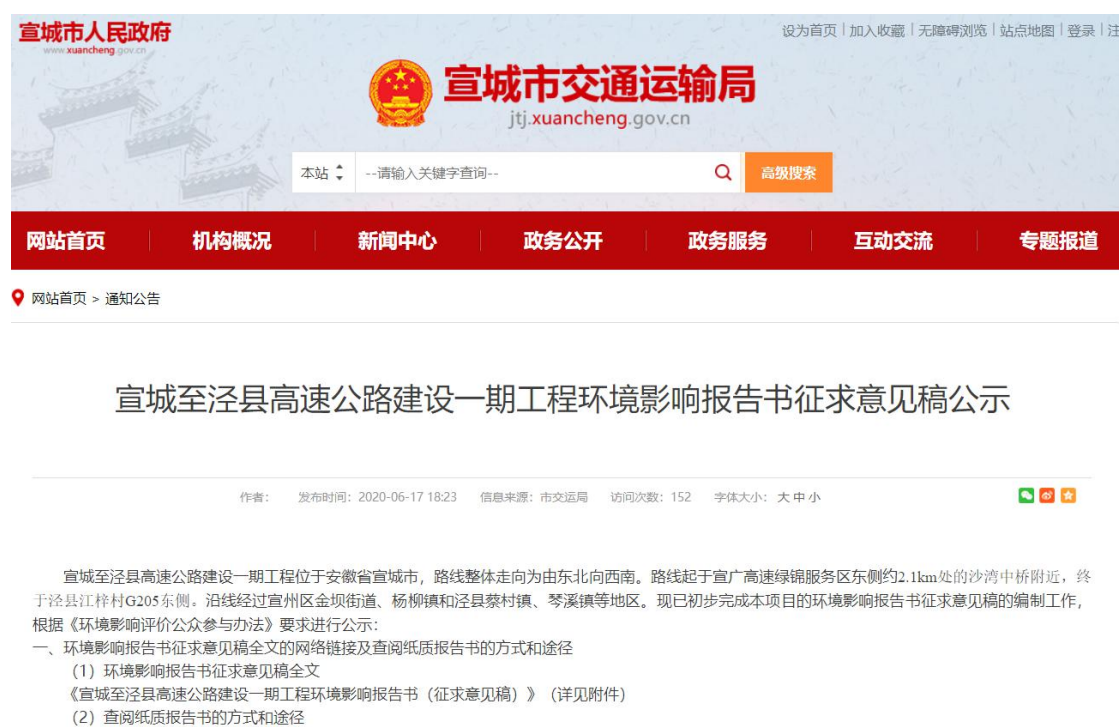 宣城市人民政府
www.xuancheng.gov.cn
设为首页 | 加入收藏 | 无障碍浏览 | 站点地图 | 登录 | 注
宣城市交通运输局
jtj.xuancheng.gov.cn
本站 --请输入关键字查询-- 高级搜索
网站首页 机构概况 新闻中心 政务公开 政务服务 互动交流 专题报道
网站首页 > 通知公告
宣城至泾县高速公路建设一期工程环境影响报告书征求意见稿公示
作者： 发布时间：2020-06-17 18:23 信息来源：市交运局 访问次数：152 字体大小：大 中 小
宣城至泾县高速公路建设一期工程位于安徽省宣城市，路线整体走向为由东北向西南。路线起于宣广高速绿锦服务区东侧约2.1km处的沙湾中桥附近，终
于泾县江梓村G205东侧。沿线经过宣州区金坝街道、杨柳镇和泾县蔡村镇、琴溪镇等地区。现已初步完成本项目的环境影响报告书征求意见稿的编制工作，
根据《环境影响评价公众参与办法》要求进行公示：
一、环境影响报告书征求意见稿全文的网络链接及查阅纸质报告书的方式和途径
（1）环境影响报告书征求意见稿全文
《宣城至泾县高速公路建设一期工程环境影响报告书（征求意见稿）》（详见附件）
（2）查阅纸质报告书的方式和途径